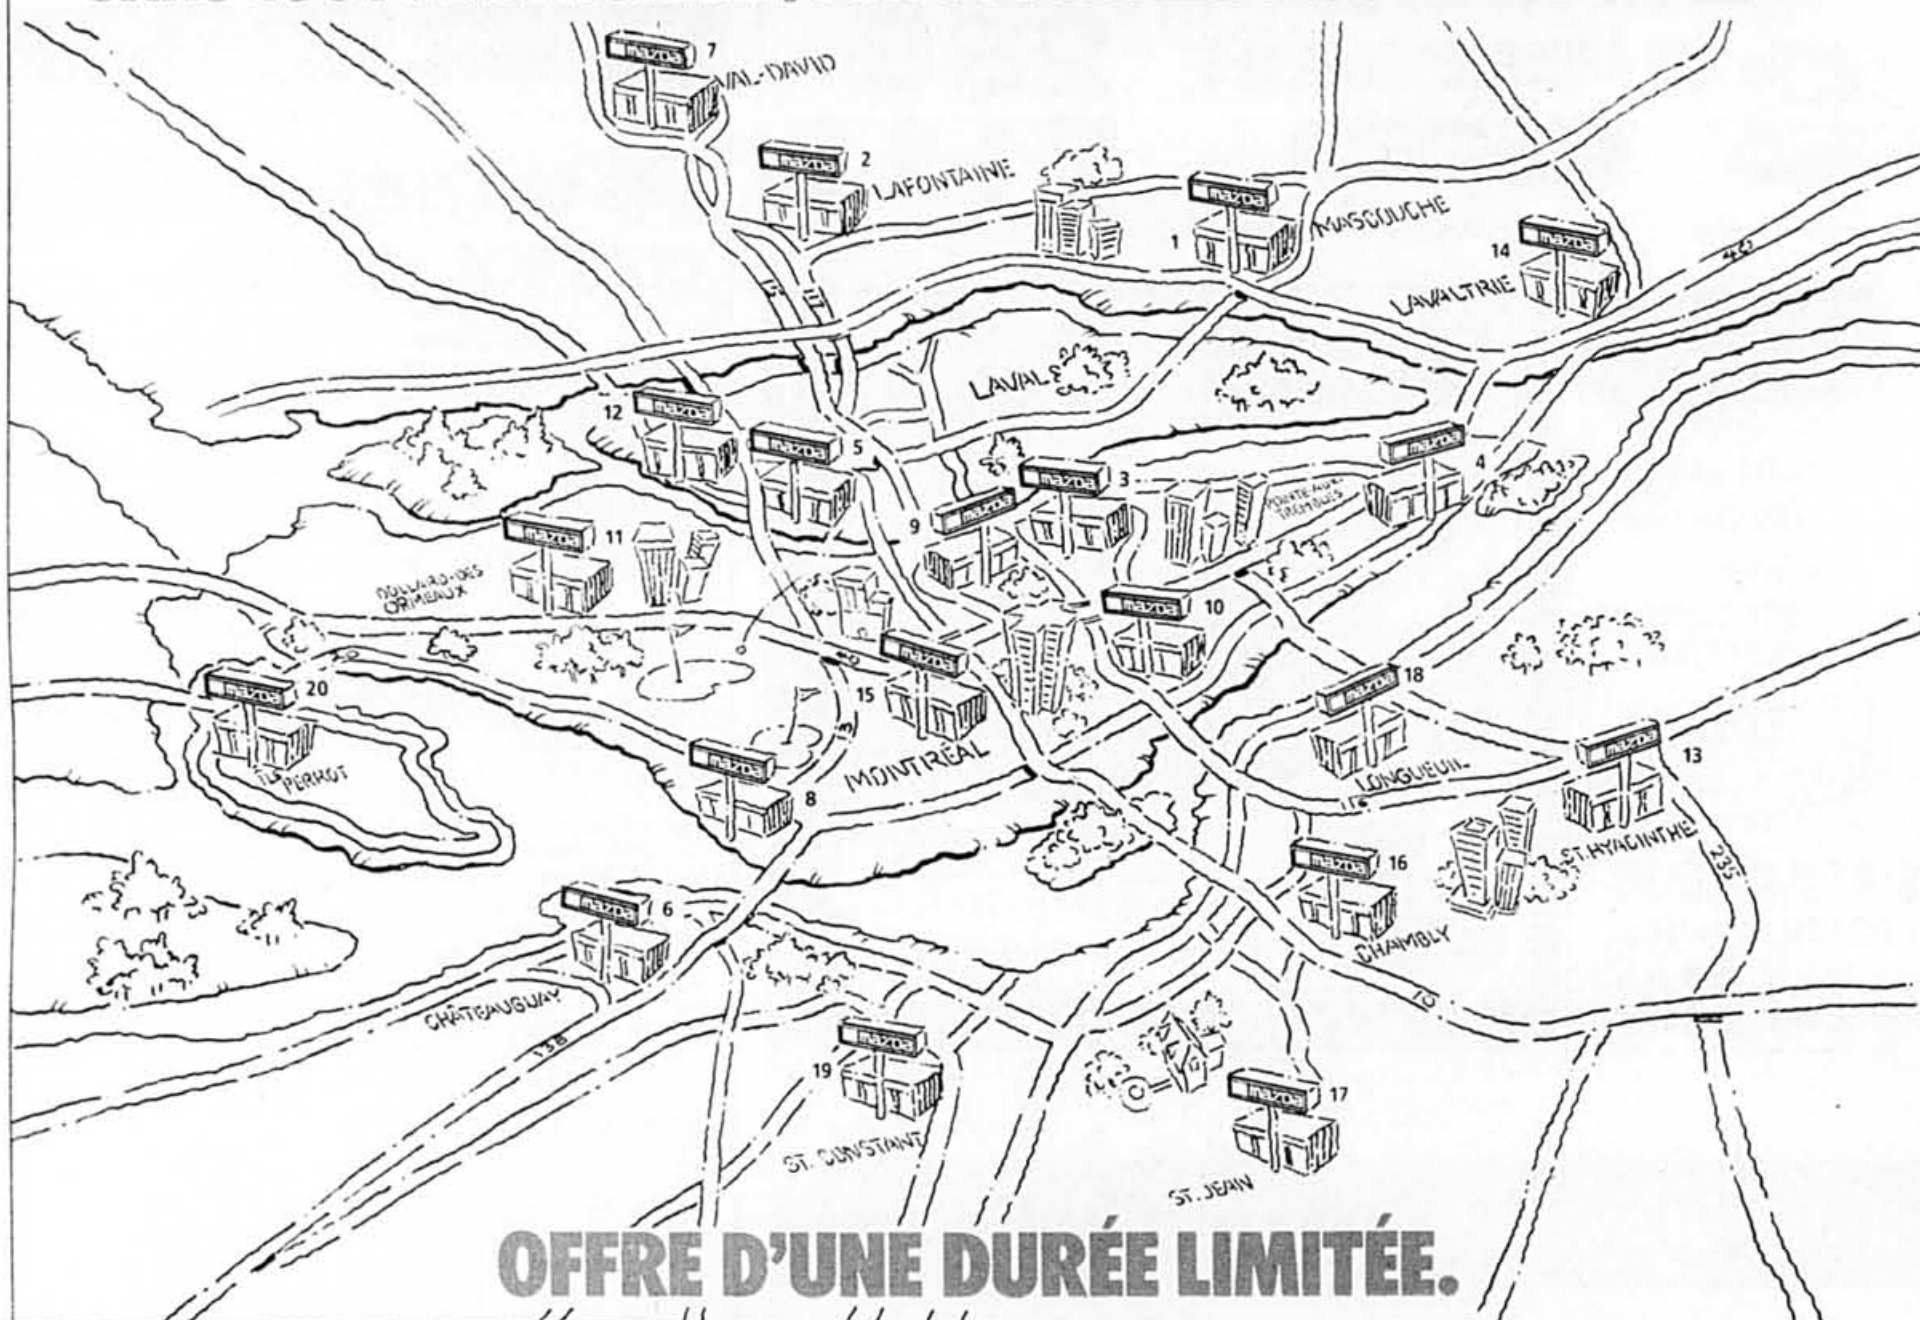 mazda 7
VAL-DAVID
mazda 2
LAFONTAINE
mazda
1
MASCOUCHE
mazda
14
LAVALTRIE
40
15
LAVAL
12
mazda
mazda
5
mazda
3
mazda
4
9
mazda
POINTE-AUX-
TREMBLES
mazda
11
DOLLARD-DES
ORMEAUX
mazda
10
mazda
15
mazda
20
ÎLE
PERROT
mazda
8
13
MONTRÉAL
mazda
18
LONGUEUIL
mazda
13
ST. HYACINTHE
235
mazda
16
CHAMBLY
mazda
6
CHÂTEAUGUAY
138
10
mazda
19
ST. CONSTANT
mazda
17
ST. JEAN
OFFRE D'UNE DURÉE LIMITÉE.